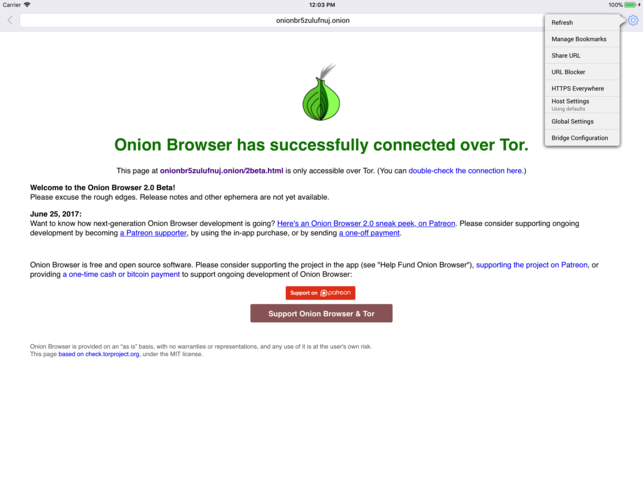 Carrier 12:03 PM 100%
onionbr5zulufnuj.onion
Refresh
Manage Bookmarks
Share URL
URL Blocker
HTTPS Everywhere
Host Settings
Using defaults
Global Settings
Bridge Configuration
Onion Browser has successfully connected over Tor.
This page at onionbr5zulufnuj.onion/2beta.html is only accessible over Tor. (You can double-check the connection here.)
Welcome to the Onion Browser 2.0 Beta!
Please excuse the rough edges. Release notes and other ephemera are not yet available.
June 25, 2017:
Want to know how next-generation Onion Browser development is going? Here's an Onion Browser 2.0 sneak peek, on Patreon. Please consider supporting ongoing
development by becoming a Patreon supporter, by using the in-app purchase, or by sending a one-off payment.
Onion Browser is free and open source software. Please consider supporting the project in the app (see "Help Fund Onion Browser"), supporting the project on Patreon, or
providing a one-time cash or bitcoin payment to support ongoing development of Onion Browser:
Support on patreon
Support Onion Browser & Tor
Onion Browser is provided on an "as is" basis, with no warranties or representations, and any use of it is at the user's own risk.
This page based on check.torproject.org, under the MIT license.